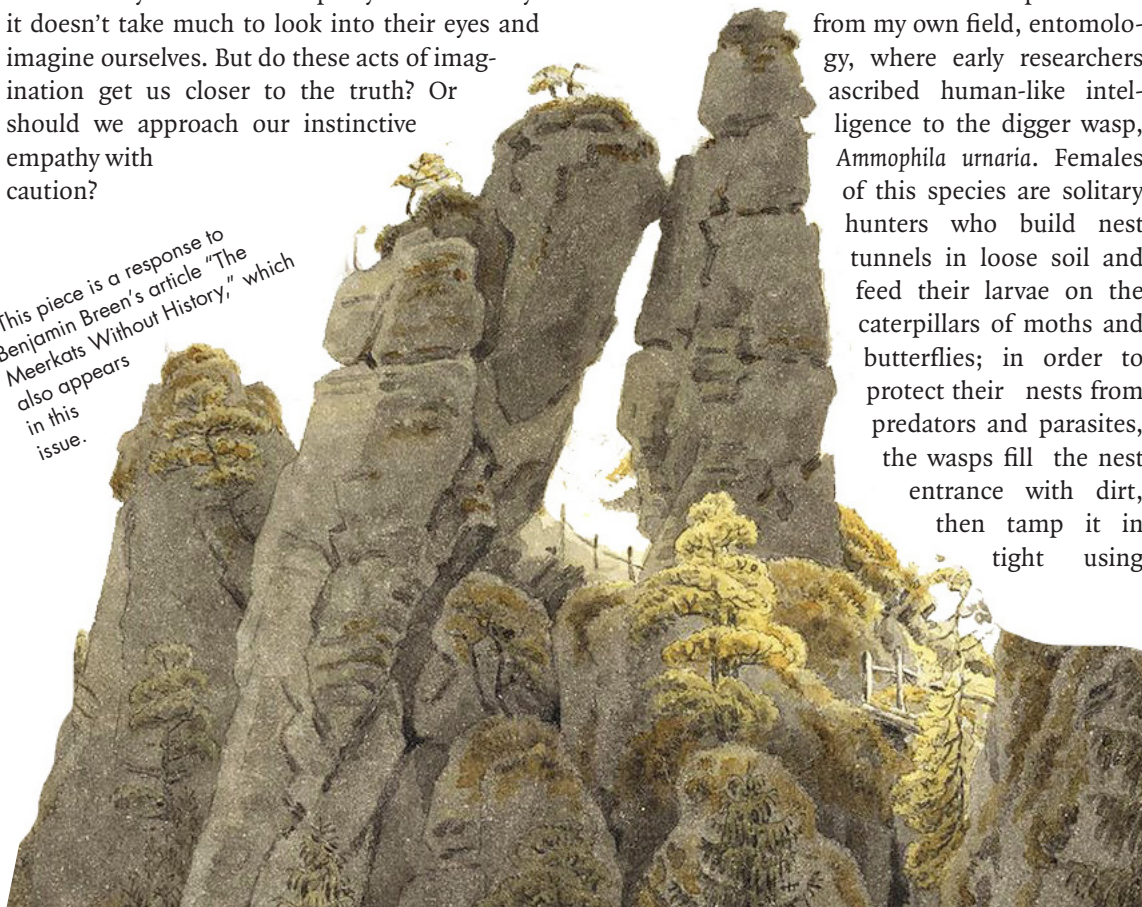 it doesn’t take much to look into their eyes and
imagine ourselves. But do these acts of imag-
ination get us closer to the truth? Or
should we approach our instinctive
empathy with
caution?
This piece is a response to
Benjamin Breen’s article “The
Meerkats Without History,” which
also appears
in this
issue.
from my own field, entomolo-
gy, where early researchers
ascribed human-like intel-
ligence to the digger wasp,
Ammophila urnaria. Females
of this species are solitary
hunters who build nest
tunnels in loose soil and
feed their larvae on the
caterpillars of moths and
butterflies; in order to
protect their nests from
predators and parasites,
the wasps fill the nest
entrance with dirt,
then tamp it in
tight using